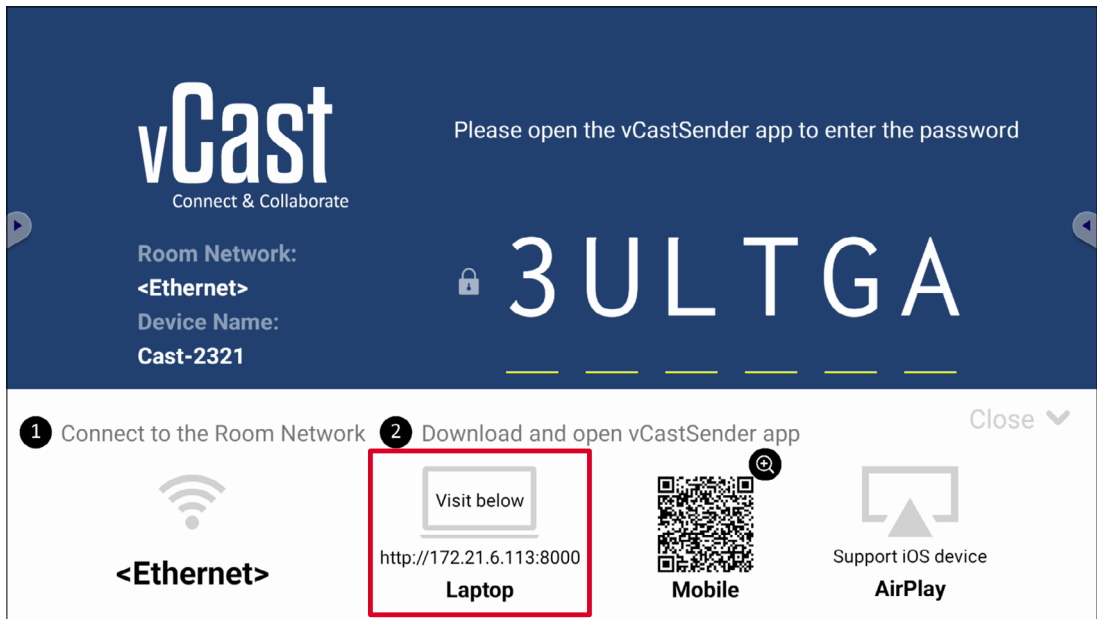 vCast
Connect & Collaborate
Please open the vCastSender app to enter the password
Room Network:
<Ethernet>
Device Name:
Cast-2321
3ULTGA
Close
1 Connect to the Room Network
2 Download and open vCastSender app
<Ethernet>
Visit below
http://172.21.6.113:8000
Laptop
Mobile
Support iOS device
AirPlay